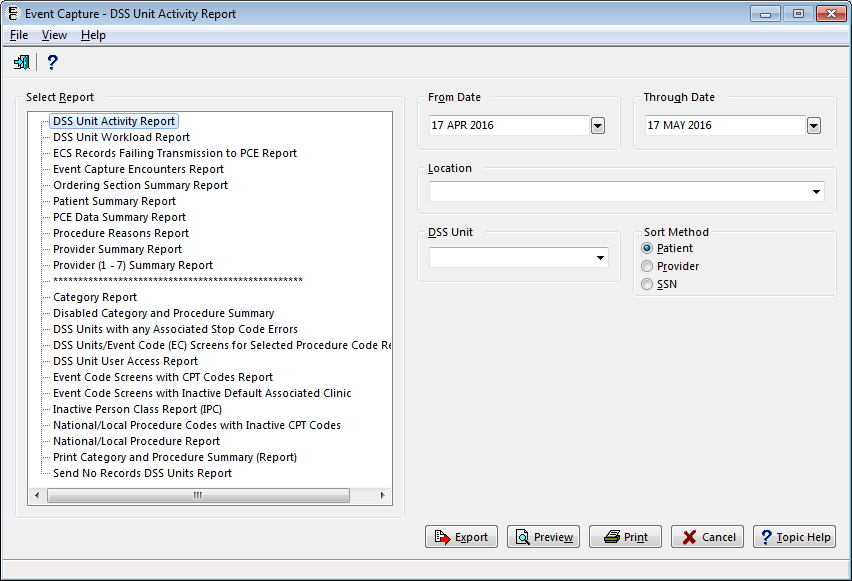 Event Capture - DSS Unit Activity Report
File View Help
?
Select Report
DSS Unit Activity Report
DSS Unit Workload Report
ECS Records Failing Transmission to PCE Report
Event Capture Encounters Report
Ordering Section Summary Report
Patient Summary Report
PCE Data Summary Report
Procedure Reasons Report
Provider Summary Report
Provider (1 - 7) Summary Report
**************************************************
Category Report
Disabled Category and Procedure Summary
DSS Units with any Associated Stop Code Errors
DSS Units/Event Code (EC) Screens for Selected Procedure Code Re
DSS Unit User Access Report
Event Code Screens with CPT Codes Report
Event Code Screens with Inactive Default Associated Clinic
Inactive Person Class Report (IPC)
National/Local Procedure Codes with Inactive CPT Codes
National/Local Procedure Report
Print Category and Procedure Summary (Report)
Send No Records DSS Units Report
From Date
17 APR 2016
Through Date
17 MAY 2016
Location
DSS Unit
Sort Method
Patient
Provider
SSN
Export Preview Print Cancel ? Topic Help